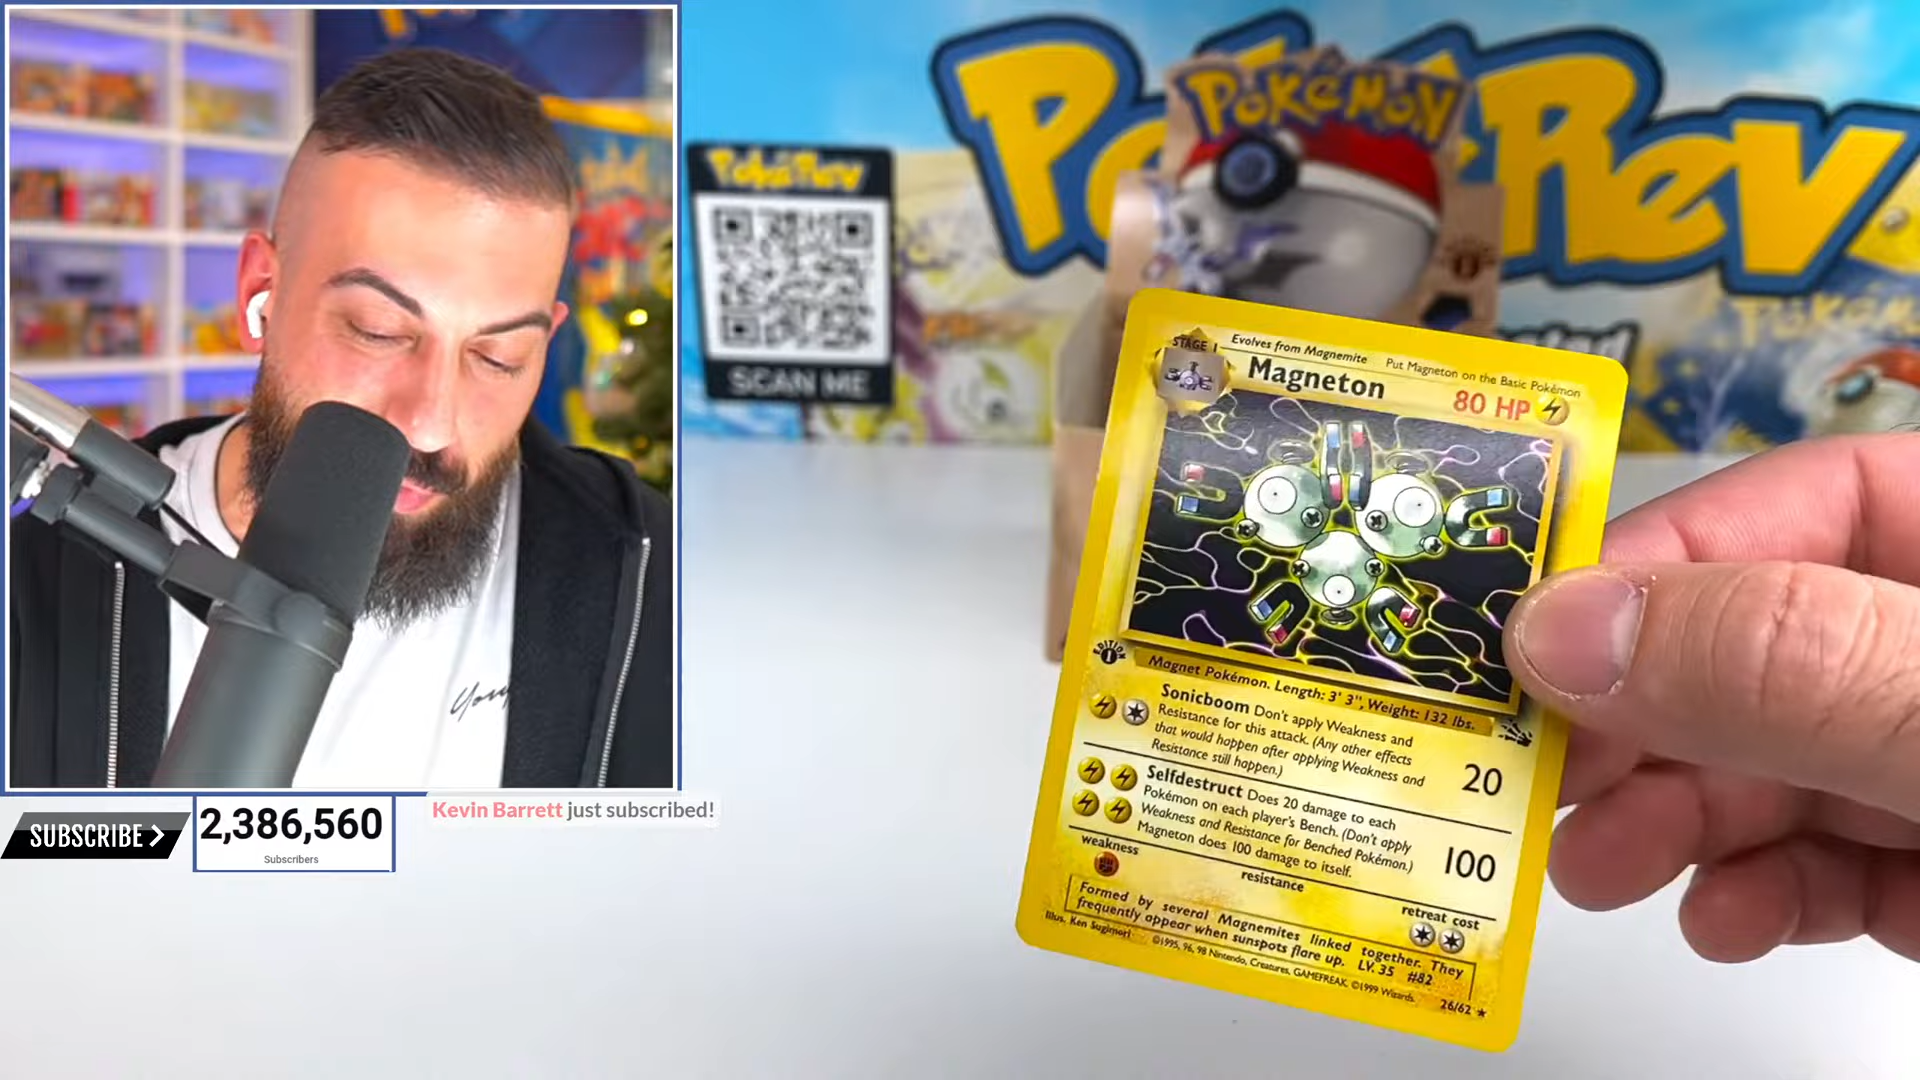 PokéRev
SCAN ME
POKéMON
PokéRev
STAGE 1
Evolves from Magnemite
Put Magneton on the Basic Pokémon
Magneton
80 HP
EDITION
1
Magnet Pokémon. Length: 3' 3", Weight: 132 lbs.
Sonicboom Don't apply Weakness and
Resistance for this attack. (Any other effects
that would happen after applying Weakness and
Resistance still happen.)
20
Selfdestruct Does 20 damage to each
Pokémon on each player's Bench. (Don't apply
Weakness and Resistance for Benched Pokémon.)
Magneton does 100 damage to itself.
100
weakness
resistance
retreat cost
Formed by several Magnemites linked together. They
frequently appear when sunspots flare up. LV. 35 #82
Illus. Ken Sugimori
©1995, 96, 98 Nintendo, Creatures, GAMEFREAK. ©1999 Wizards.
26/62 ★
SUBSCRIBE
2,386,560
Subscribers
Kevin Barrett just subscribed!